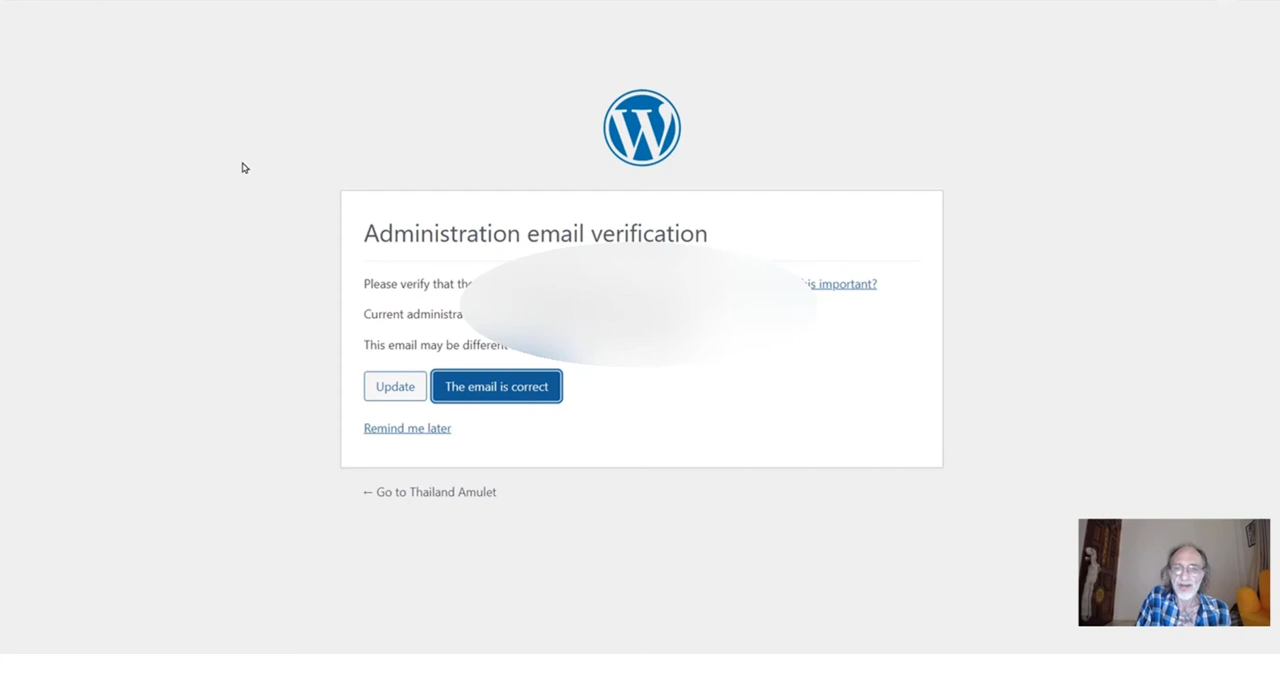 Administration email verification
Please verify that is important?
Current administra
This email may be different
Update The email is correct
Remind me later
← Go to Thailand Amulet